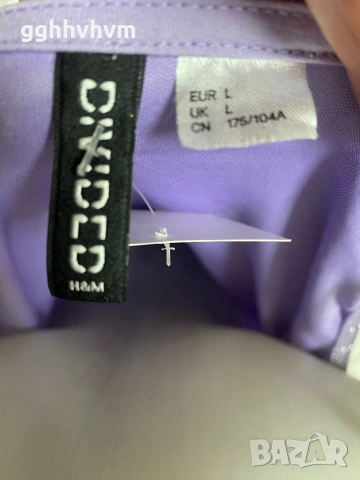 gghhvhvm
DIVIDED
H&M
EUR L
UK L
CN 175/104A
BAZAR